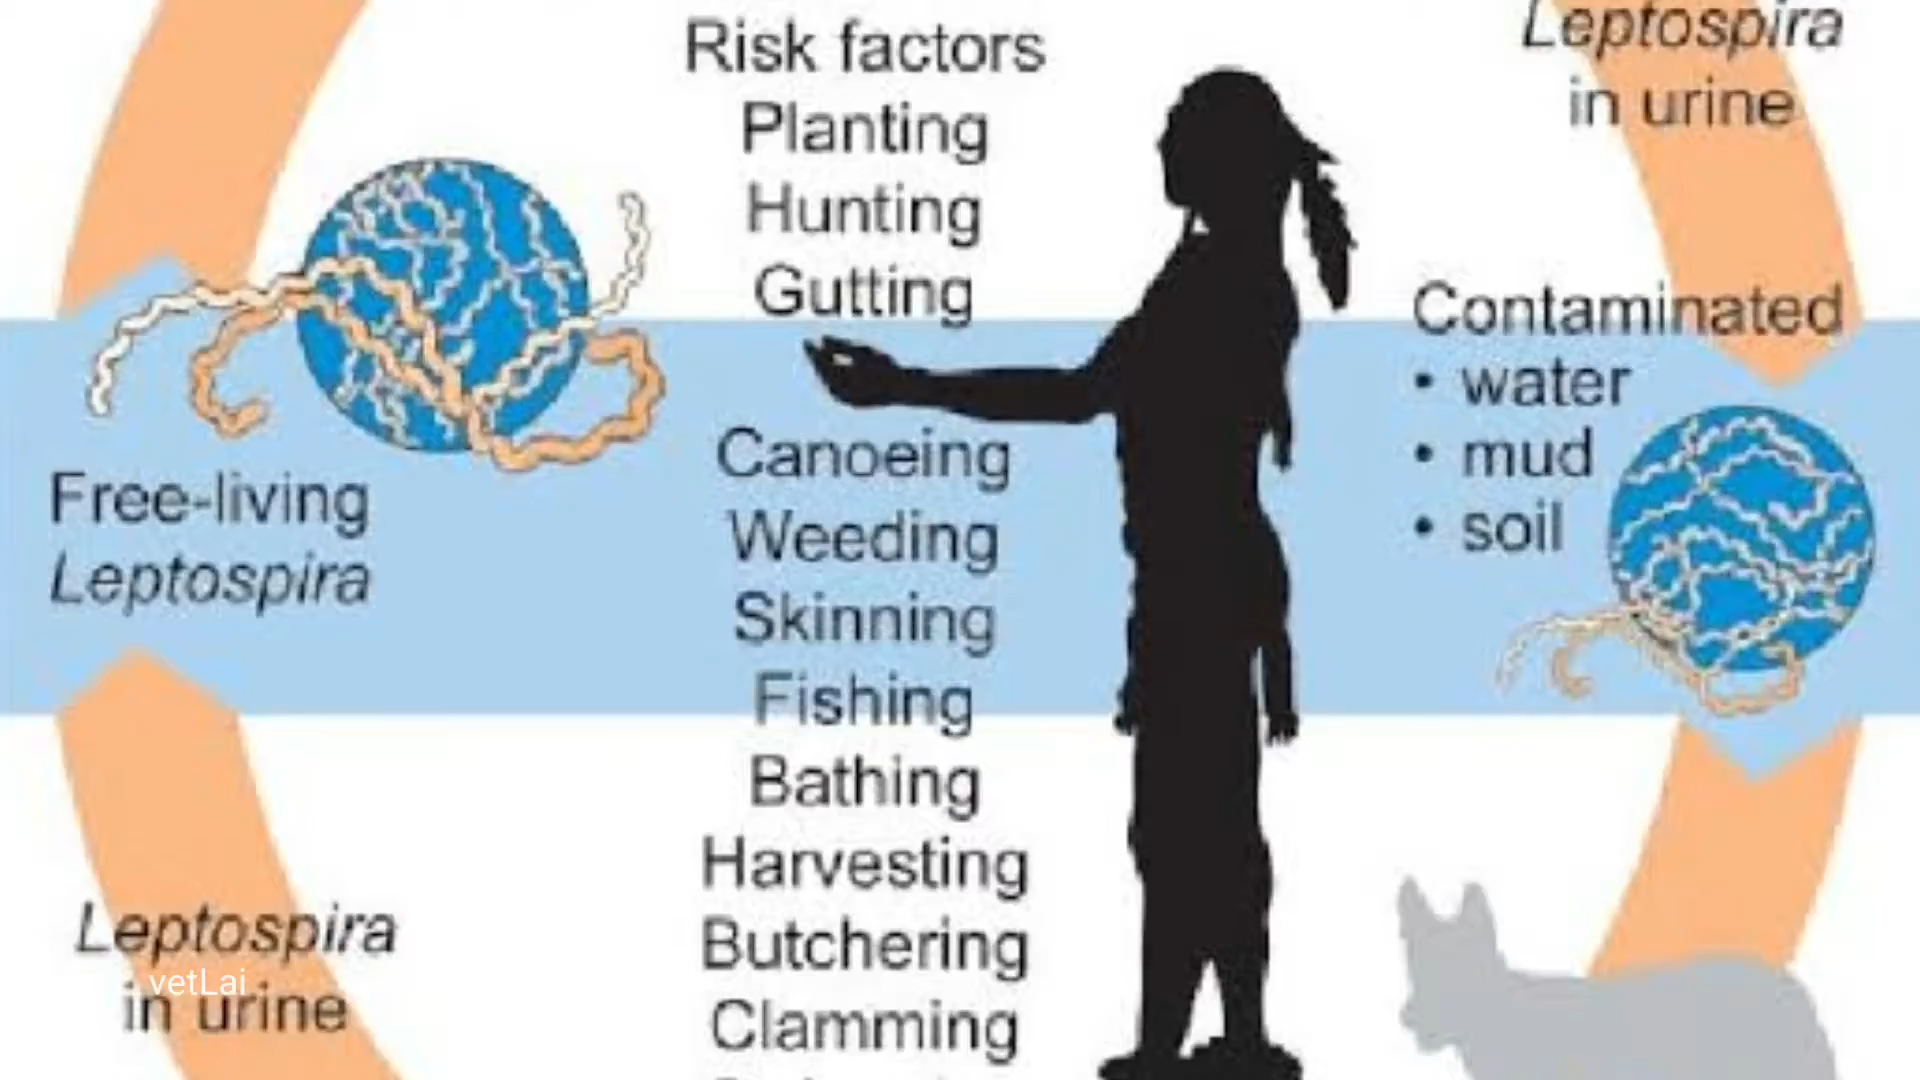 Risk factors
Planting
Hunting
Gutting
Canoeing
Weeding
Skinning
Fishing
Bathing
Harvesting
Butchering
Clamming
Free-living
Leptospira
Leptospira
in urine
vetLai
Leptospira
in urine
Contaminated
• water
• mud
• soil